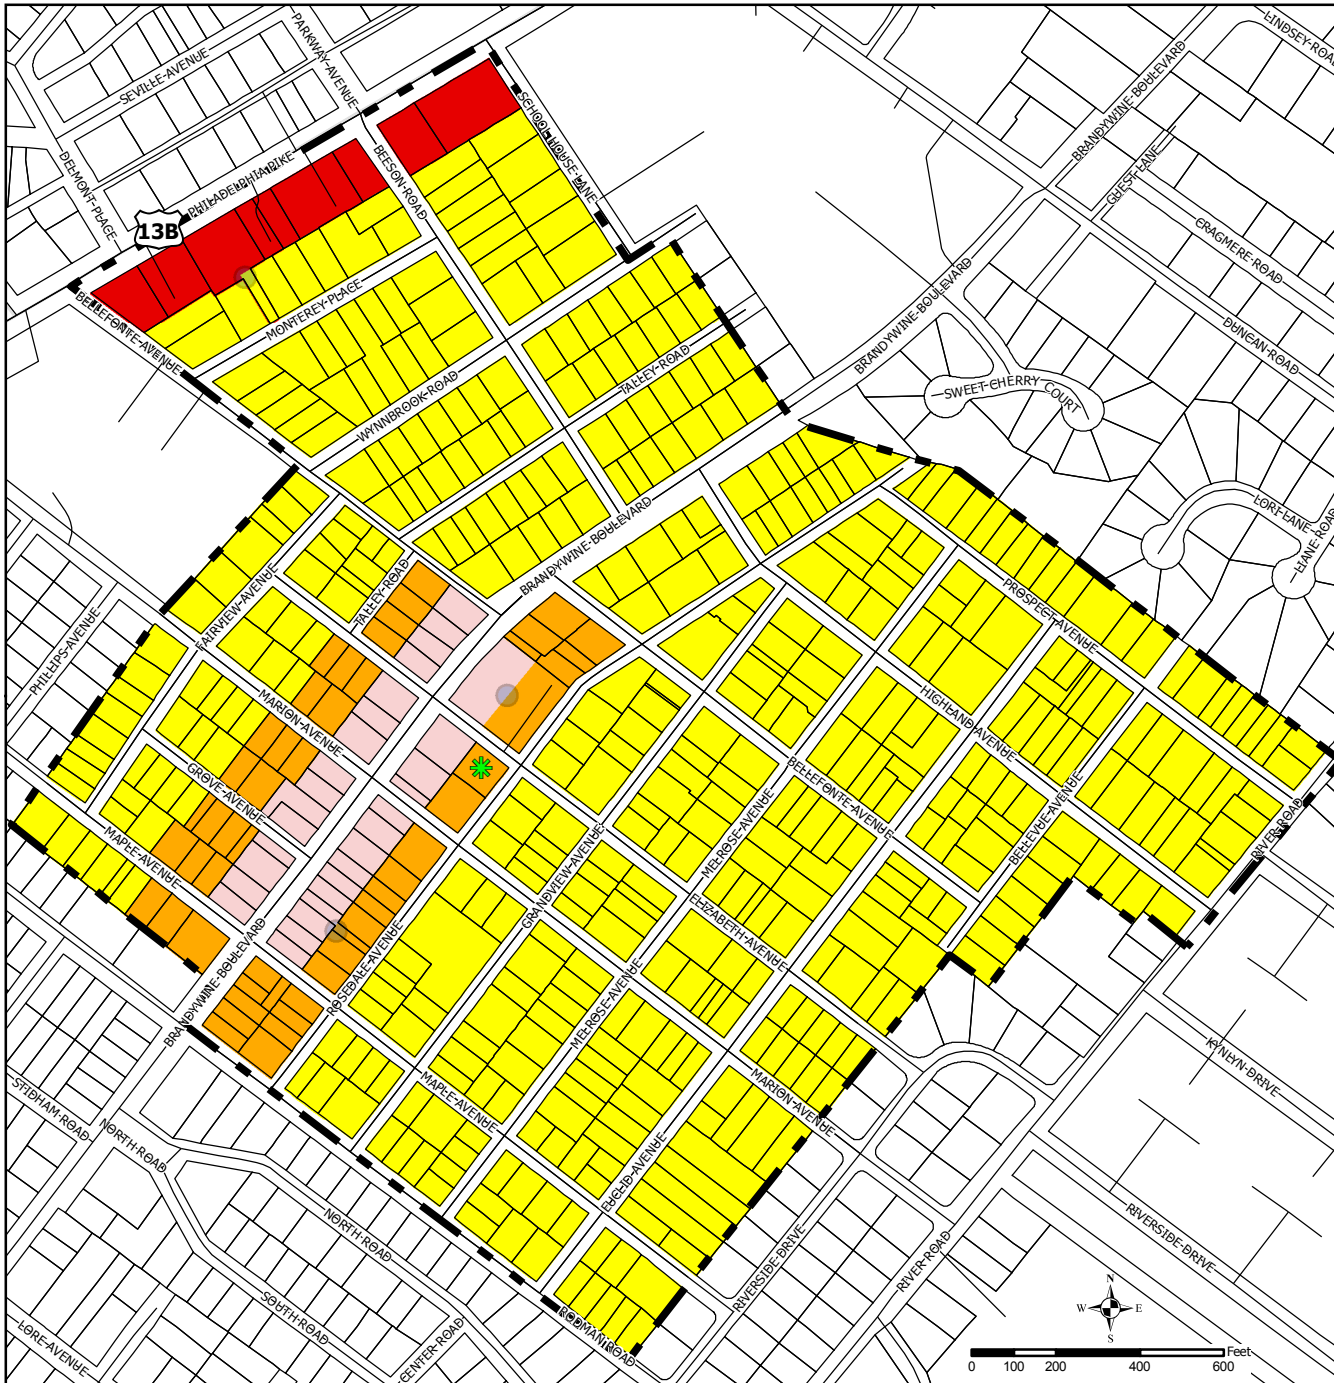 LINDSEY ROAD
PARKWAY AVENUE
SEVILLE AVENUE
BRANDYWINE BOULEVARD
SCHOOL HOUSE LANE
GHEST LANE
DELMONT PLACE
PHILADELPHIA PIKE
BEESON ROAD
13B
CRAGMERE ROAD
MONTEREY PLACE
BRANDYWINE BOULEVARD
DUNCAN ROAD
BELLEFONTE AVENUE
TALLEY ROAD
SWEET CHERRY COURT
WYNNBROOK ROAD
LORI LANE
LIANE ROAD
BRANDYWINE BOULEVARD
TALLEY ROAD
FAIRVIEW AVENUE
PROSPECT AVENUE
PHILLIPS AVENUE
MARION AVENUE
HIGHLAND AVENUE
GROVE AVENUE
BELLEFONTE AVENUE
MELROSE AVENUE
BELLEVUE AVENUE
RIVER ROAD
MAPLE AVENUE
GRANDVIEW AVENUE
ELIZABETH AVENUE
BRANDYWINE BOULEVARD
ROSEDALE AVENUE
MELROSE AVENUE
KYNLYN DRIVE
STIDHAM ROAD
MAPLE AVENUE
MARION AVENUE
NORTH ROAD
EUCLID AVENUE
NORTH ROAD
RIVERSIDE DRIVE
RIVERSIDE DRIVE
RIVER ROAD
SOUTH ROAD
LORE AVENUE
CENTER ROAD
RODMAN ROAD
N
W E
S
Feet
0 100 200 400 600